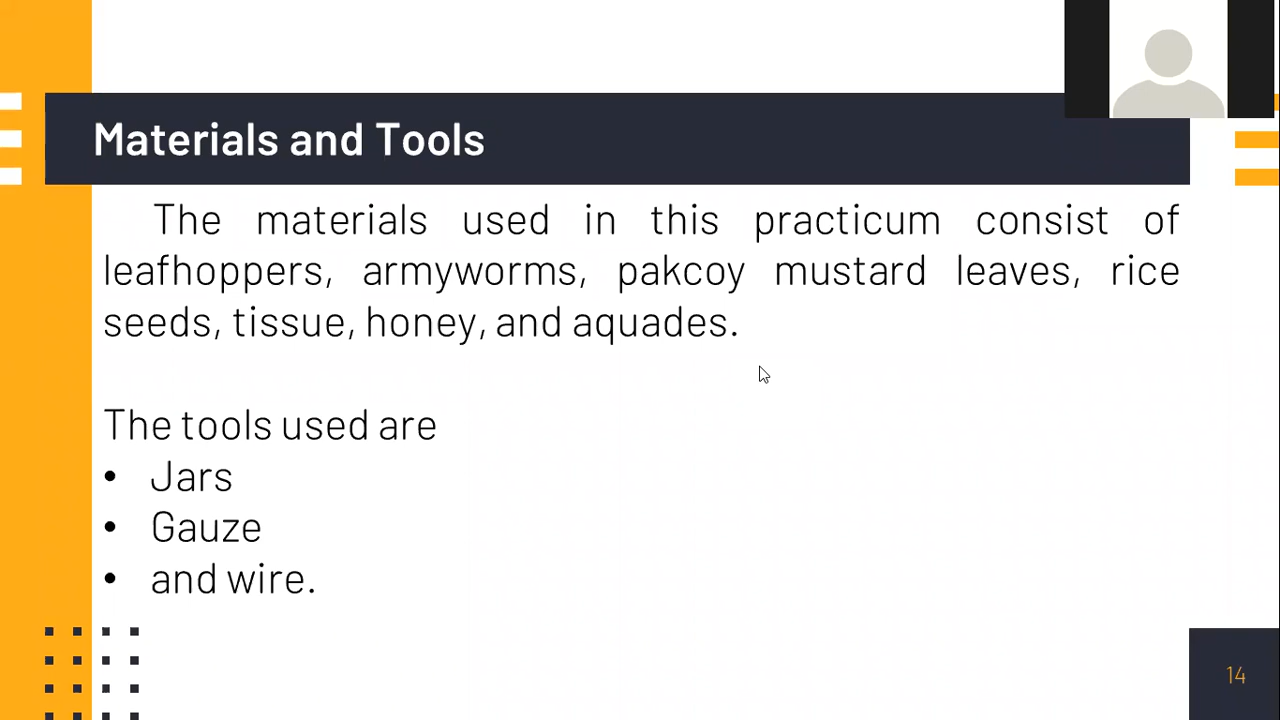 Materials and Tools
The materials used in this practicum consist of
leafhoppers, armyworms, pakcoy mustard leaves, rice
seeds, tissue, honey, and aquades.
The tools used are
• Jars
• Gauze
• and wire.
14